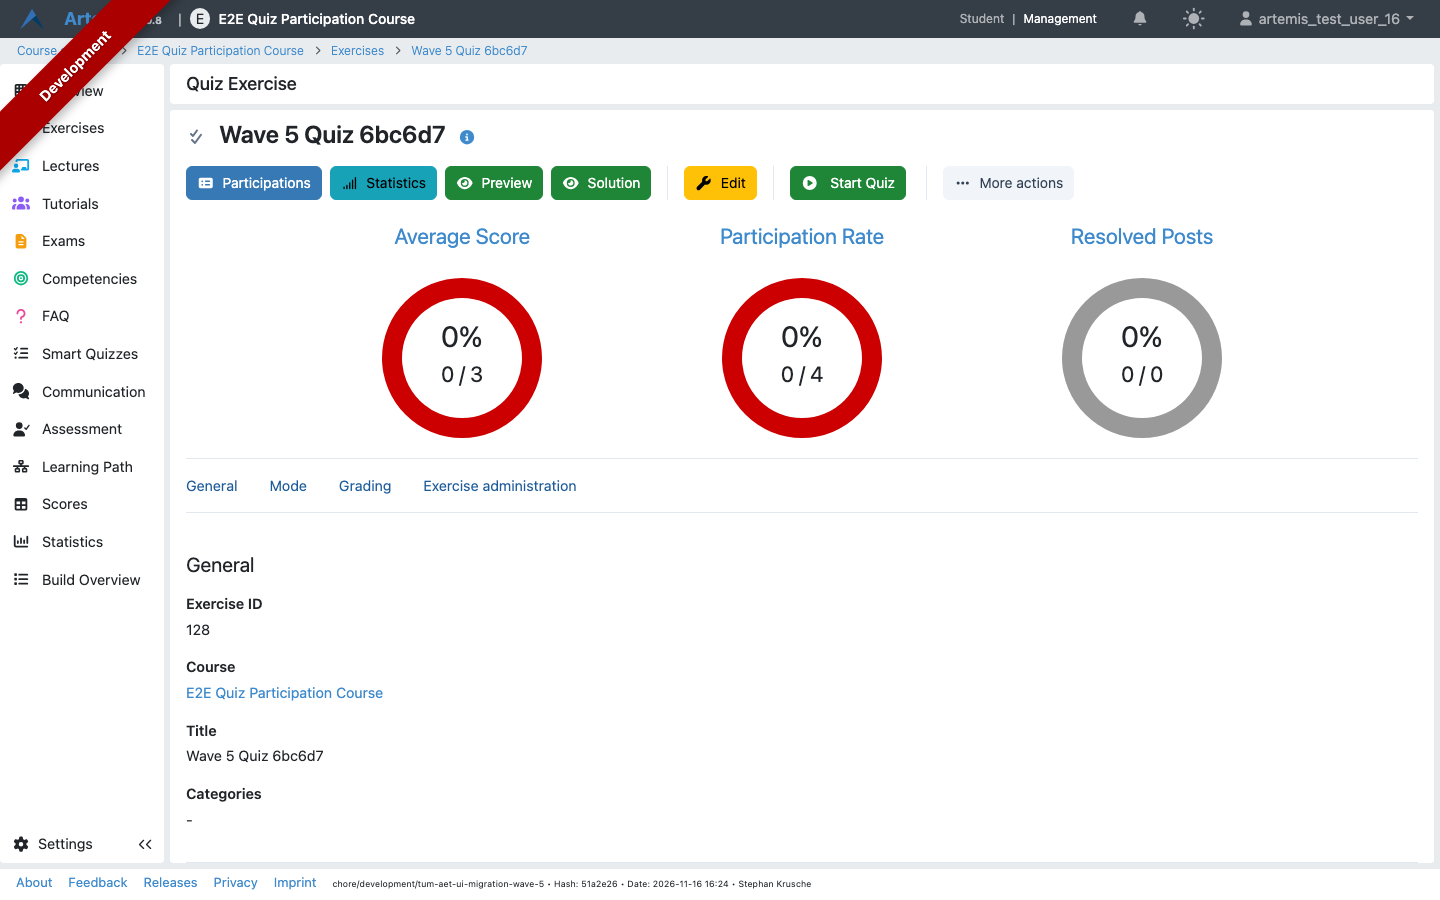 E E2E Quiz Participation Course
Student | Management
artemis_test_user_16
Development
Course
E2E Quiz Participation Course
Exercises
Wave 5 Quiz 6bc6d7
Exercises
Lectures
Tutorials
Exams
Competencies
FAQ
Smart Quizzes
Communication
Assessment
Learning Path
Scores
Statistics
Build Overview
Settings
Quiz Exercise
Wave 5 Quiz 6bc6d7
Participations
Statistics
Preview
Solution
Edit
Start Quiz
More actions
Average Score
0%
0 / 3
Participation Rate
0%
0 / 4
Resolved Posts
0%
0 / 0
General
Mode
Grading
Exercise administration
General
Exercise ID
128
Course
E2E Quiz Participation Course
Title
Wave 5 Quiz 6bc6d7
Categories
-
About
Feedback
Releases
Privacy
Imprint
chore/development/tum-aet-ui-migration-wave-5 • Hash: 51a2e26 • Date: 2026-11-16 16:24 • Stephan Krusche